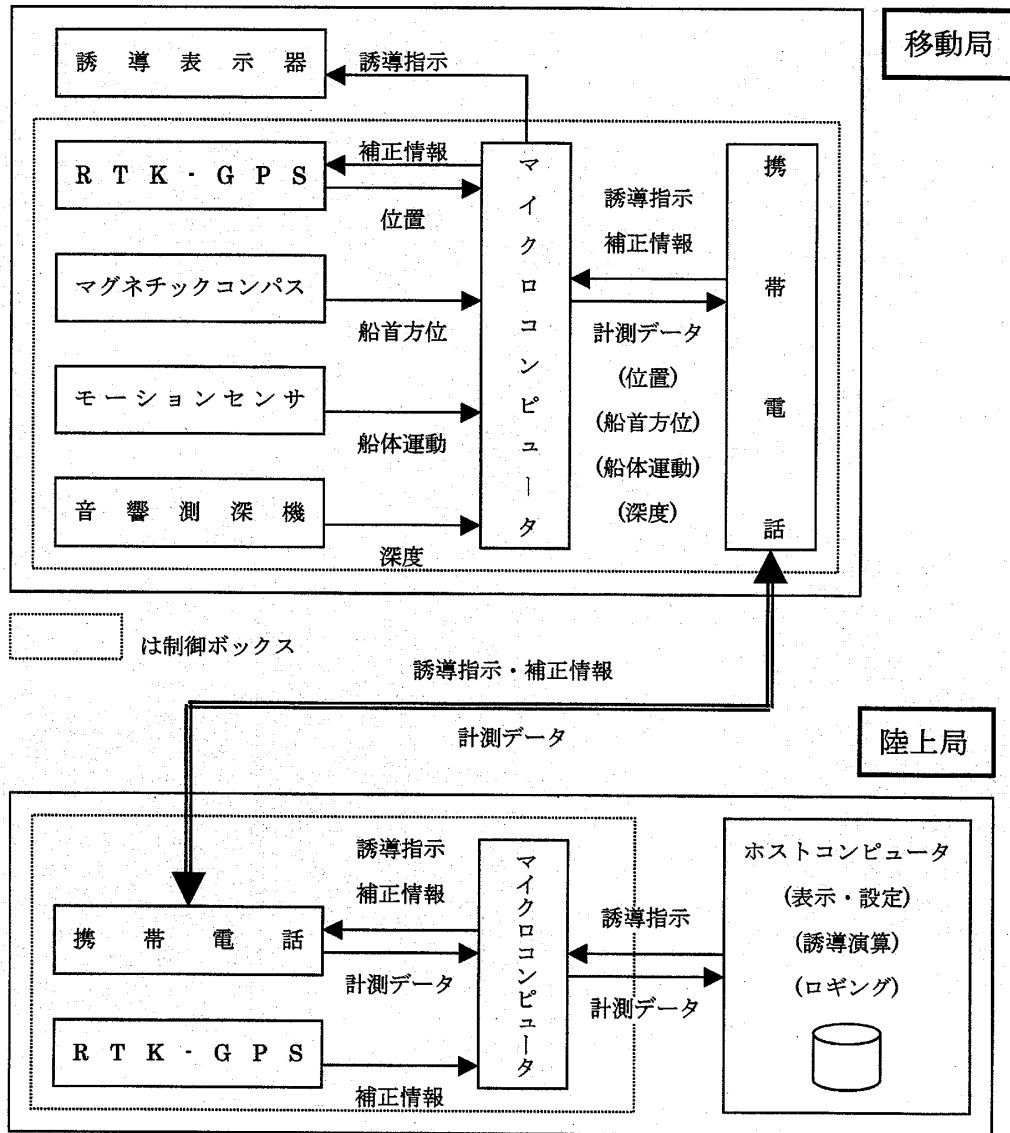 移動局
誘導表示器
誘導指示
RTK-GPS
補正情報
位置
マグネチックコンパス
船首方位
モーションセンサ
船体運動
音響測深機
深度
マイクロコンピュータ
誘導指示
補正情報
計測データ
(位置)
(船首方位)
(船体運動)
(深度)
携帯電話
は制御ボックス
誘導指示・補正情報
計測データ
陸上局
携帯電話
誘導指示
補正情報
計測データ
RTK-GPS
補正情報
マイクロコンピュータ
誘導指示
計測データ
ホストコンピュータ
(表示・設定)
(誘導演算)
(ロギング)